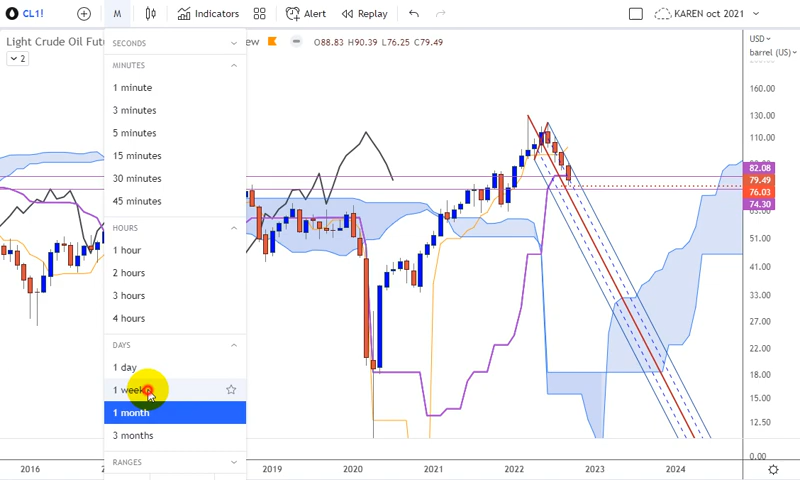 CL1!
M
Indicators
Alert
Replay
KAREN oct 2021
Light Crude Oil Futu
ew
O88.83 H90.39 L76.25 C79.49
2
USD
barrel (US)
SECONDS
MINUTES
1 minute
3 minutes
5 minutes
15 minutes
30 minutes
45 minutes
HOURS
1 hour
2 hours
3 hours
4 hours
DAYS
1 day
1 week
1 month
3 months
RANGES
160.00
130.00
110.00
82.08
79.49
76.03
74.30
51.00
41.00
33.00
27.00
22.00
18.00
15.00
12.50
0.00
2016
2019
2020
2021
2022
2023
2024